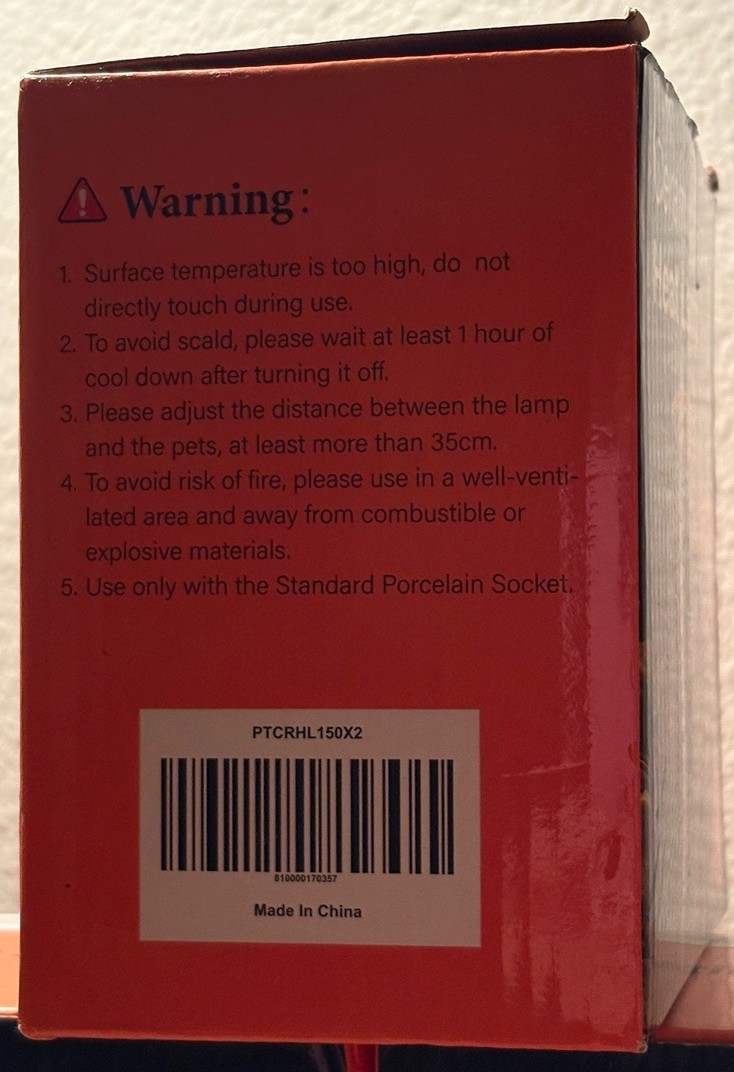 Warning:
1. Surface temperature is too high, do not
directly touch during use.
2. To avoid scald, please wait at least 1 hour of
cool down after turning it off.
3. Please adjust the distance between the lamp
and the pets, at least more than 35cm.
4. To avoid risk of fire, please use in a well-venti-
lated area and away from combustible or
explosive materials.
5. Use only with the Standard Porcelain Socket.
PTCRHL150X2
810000170357
Made In China